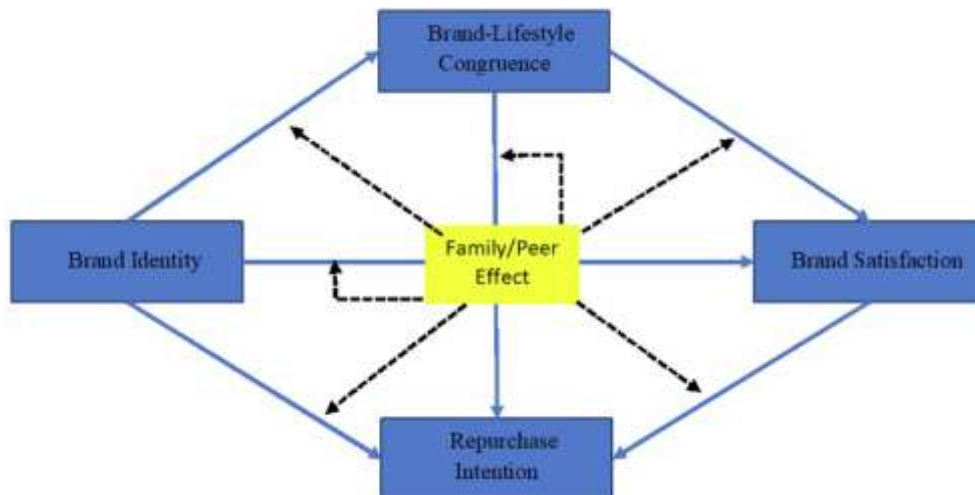 Brand-Lifestyle
Congruence
Brand Identity
Family/Peer
Effect
Brand Satisfaction
Repurchase
Intention